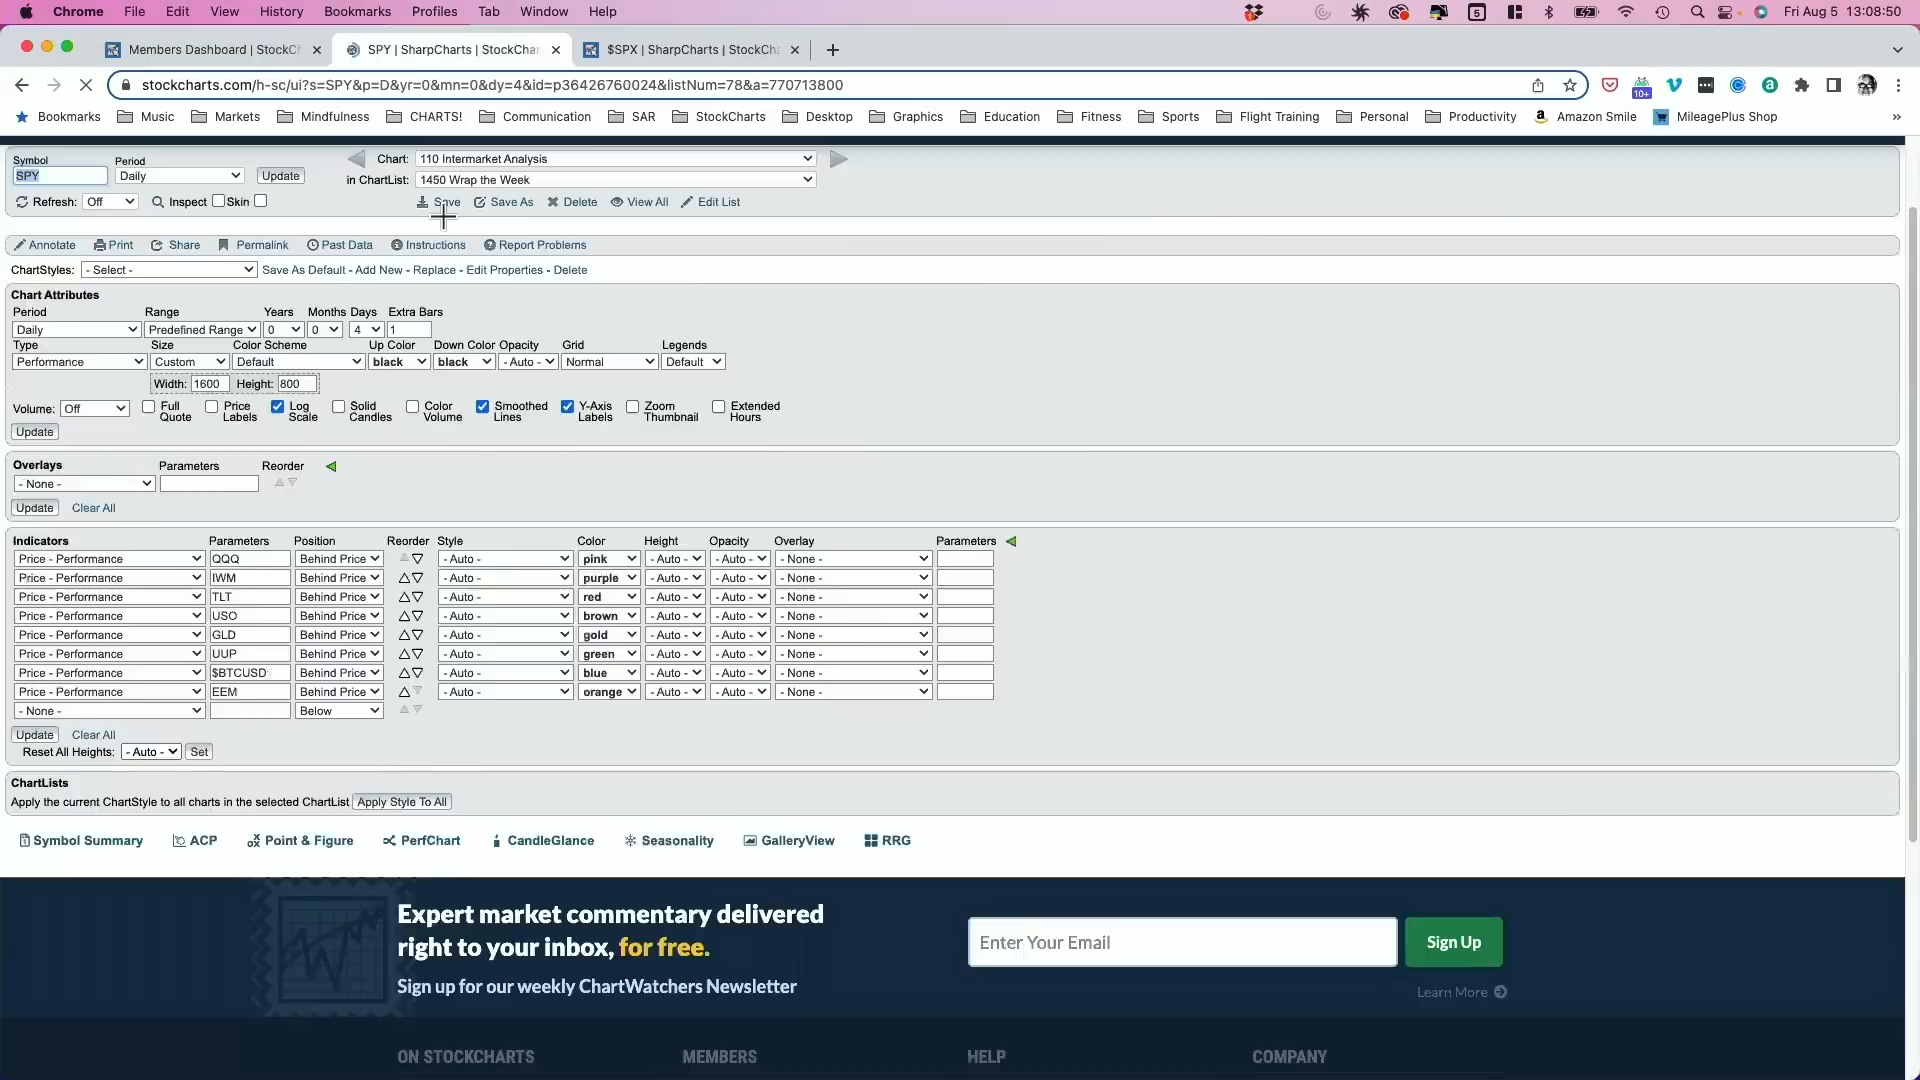 Chrome File Edit View History Bookmarks Profiles Tab Window Help 5 Fri Aug 5 13:08:50
Members Dashboard | StockCh SPY | SharpCharts | StockChar $SPX | SharpCharts | StockCha
stockcharts.com/h-sc/ui?s=SPY&p=D&yr=0&mn=0&dy=4&id=p36426760024&listNum=78&a=770713800 10+
Bookmarks Music Markets Mindfulness CHARTS! Communication SAR StockCharts Desktop Graphics Education Fitness Sports Flight Training Personal Productivity Amazon Smile MileagePlus Shop »
Symbol Period Chart: 110 Intermarket Analysis
SPY Daily Update in ChartList: 1450 Wrap the Week
Refresh: Off Inspect Skin Save Save As Delete View All Edit List
Annotate Print Share Permalink Past Data Instructions Report Problems
ChartStyles: - Select - Save As Default - Add New - Replace - Edit Properties - Delete
Chart Attributes
Period Range Years Months Days Extra Bars
Daily Predefined Range 0 0 4 1
Type Size Color Scheme Up Color Down Color Opacity Grid Legends
Performance Custom Default black black - Auto - Normal Default
Width: 1600 Height: 800
Volume: Off Full Quote Price Labels Log Scale Solid Candles Color Volume Smoothed Lines Y-Axis Labels Zoom Thumbnail Extended Hours
Update
Overlays Parameters Reorder
- None -
Update Clear All
Indicators Parameters Position Reorder Style Color Height Opacity Overlay Parameters
Price - Performance QQQ Behind Price - Auto - pink - Auto - - Auto - - None -
Price - Performance IWM Behind Price - Auto - purple - Auto - - Auto - - None -
Price - Performance TLT Behind Price - Auto - red - Auto - - Auto - - None -
Price - Performance USO Behind Price - Auto - brown - Auto - - Auto - - None -
Price - Performance GLD Behind Price - Auto - gold - Auto - - Auto - - None -
Price - Performance UUP Behind Price - Auto - green - Auto - - Auto - - None -
Price - Performance $BTCUSD Behind Price - Auto - blue - Auto - - Auto - - None -
Price - Performance EEM Behind Price - Auto - orange - Auto - - Auto - - None -
- None - Below
Update Clear All
Reset All Heights: - Auto - Set
ChartLists
Apply the current ChartStyle to all charts in the selected ChartList Apply Style To All
Symbol Summary ACP Point & Figure PerfChart CandleGlance Seasonality GalleryView RRG
Expert market commentary delivered
right to your inbox, for free.
Sign up for our weekly ChartWatchers Newsletter
Enter Your Email Sign Up
Learn More
ON STOCKCHARTS MEMBERS HELP COMPANY